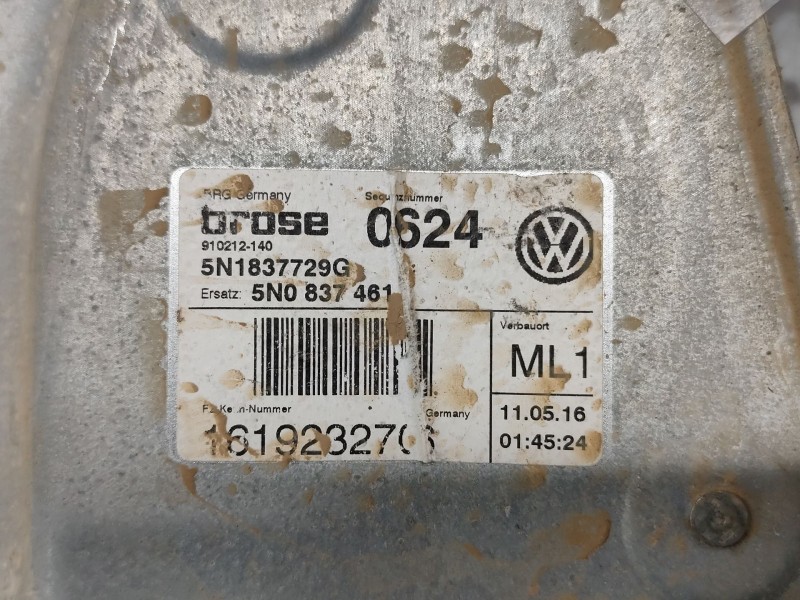 BRG Germany
Sequenznummer
brose
0624
910212-140
5N1837729G
Ersatz: 5N0 837 461
Verbauort
ML1
Germany
11.05.16
01:45:24